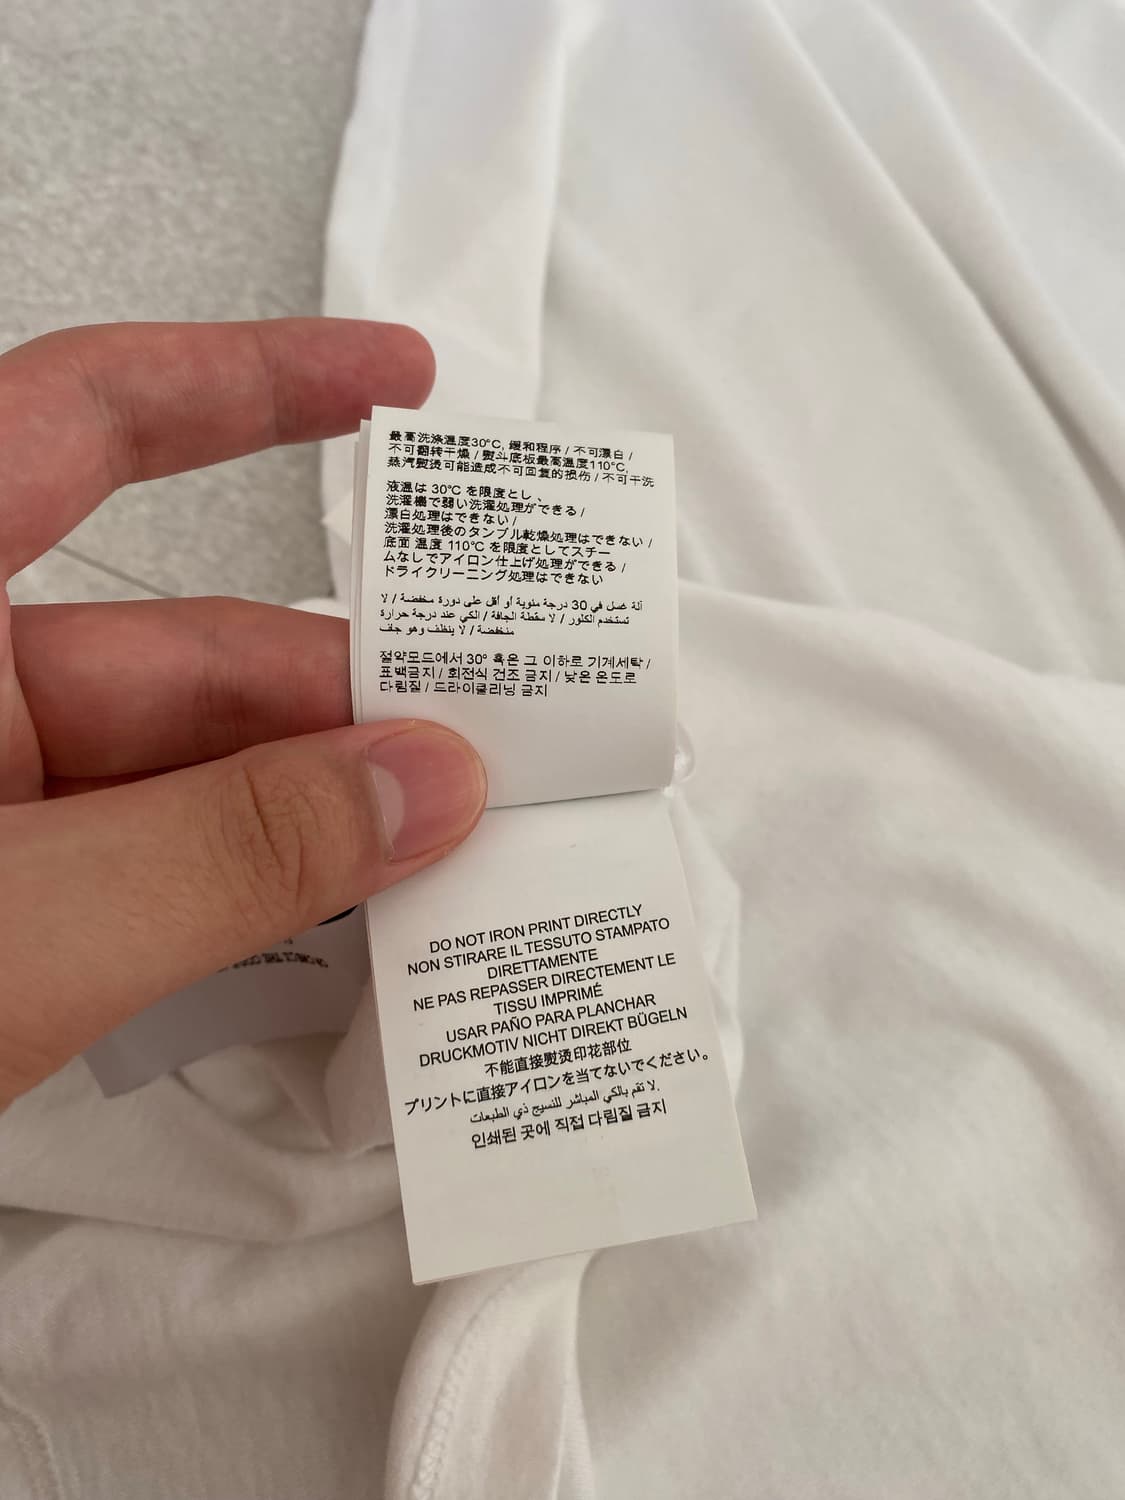 最高洗涤温度30°C, 缓和程序 / 不可漂白 /
不可翻转干燥 / 熨斗底板最高温度110°C,
蒸汽熨烫可能造成不可回复的损伤 / 不可干洗
液温は 30°C を限度とし 、
洗濯機で弱い洗濯処理ができる /
漂白処理はできない /
洗濯処理後のタンブル乾燥処理はできない /
底面 温度 110°C を限度としてスチー
ムなしでアイロン仕上げ処理ができる /
ドライクリーニング処理はできない
آلة غسل في 30 درجة مئوية أو أقل على دورة مخفضة / لا
تستخدم الكلور / لا سقطة الجافة / الكي عند درجة حرارة
منخفضة / لا ينظف وهو جاف
절약모드에서 30° 혹은 그 이하로 기계세탁 /
표백금지 / 회전식 건조 금지 / 낮은 온도로
다림질 / 드라이클리닝 금지
DO NOT IRON PRINT DIRECTLY
NON STIRARE IL TESSUTO STAMPATO
DIRETTAMENTE
NE PAS REPASSER DIRECTEMENT LE
TISSU IMPRIMÉ
USAR PAÑO PARA PLANCHAR
DRUCKMOTIV NICHT DIREKT BÜGELN
不能直接熨烫印花部位
プリントに直接アイロンを当てないでください。
لا تقم بالكي المباشر للنسيج ذي الطبعات.
인쇄된 곳에 직접 다림질 금지